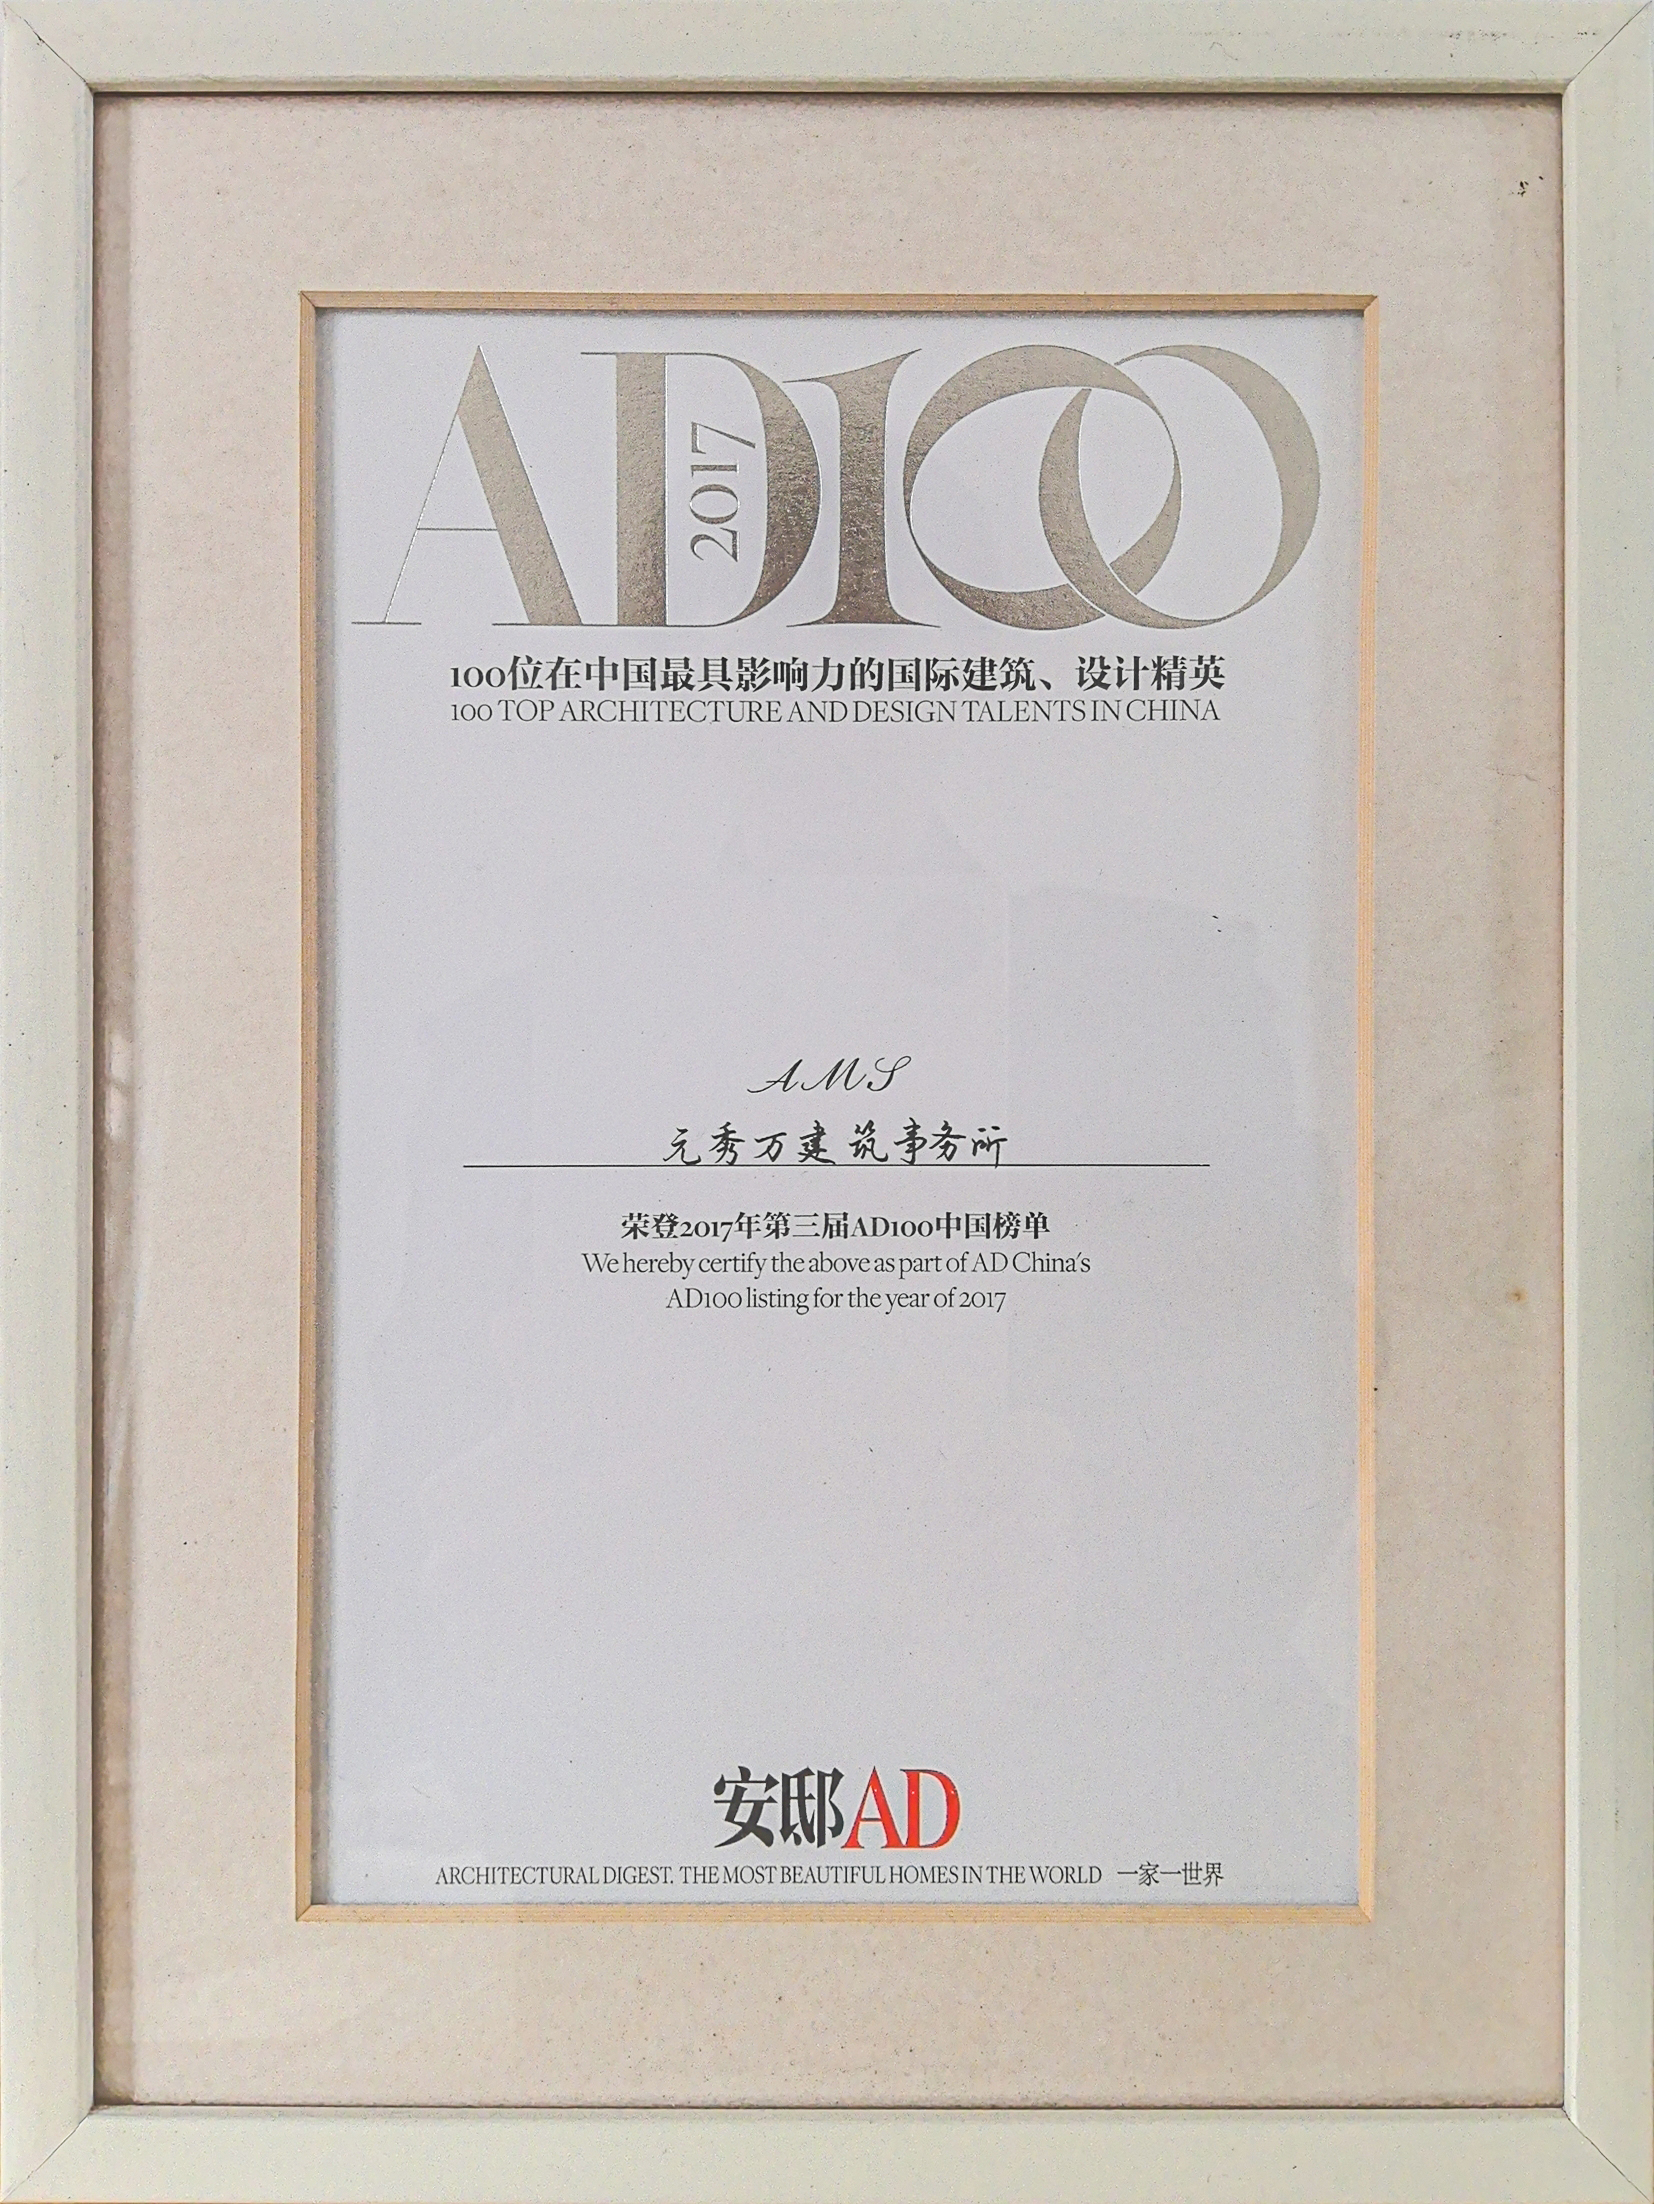 AD100
2017
100位在中国最具影响力的国际建筑、设计精英
100 TOP ARCHITECTURE AND DESIGN TALENTS IN CHINA
AMS
元秀万建筑事务所
荣登2017年第三届AD100中国榜单
We hereby certify the above as part of AD China's
AD100 listing for the year of 2017
安邸AD
ARCHITECTURAL DIGEST. THE MOST BEAUTIFUL HOMES IN THE WORLD 一家一世界